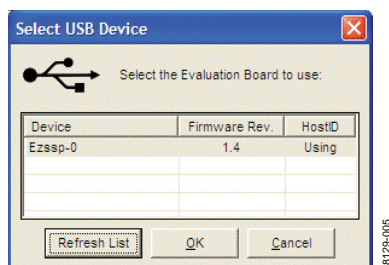 Select USB Device
Select the Evaluation Board to use:
Device Firmware Rev. HostID
Ezssp-0 1.4 Using
Refresh List OK Cancel
8129-005